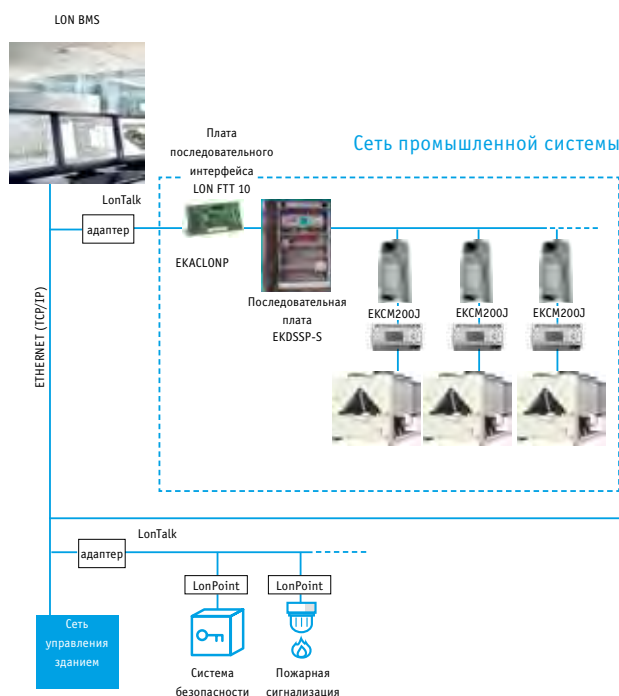 LON BMS
Плата
последовательного
интерфейса
LON FTT 10
Сеть промышленной системы
LonTalk
адаптер
EKACLONP
Последовательная
плата
EKDSSP-S
EKCM200J
EKCM200J
EKCM200J
ETHERNET (TCP/IP)
LonTalk
адаптер
LonPoint
LonPoint
Сеть
управления
зданием
Система
безопасности
Пожарная
сигнализация